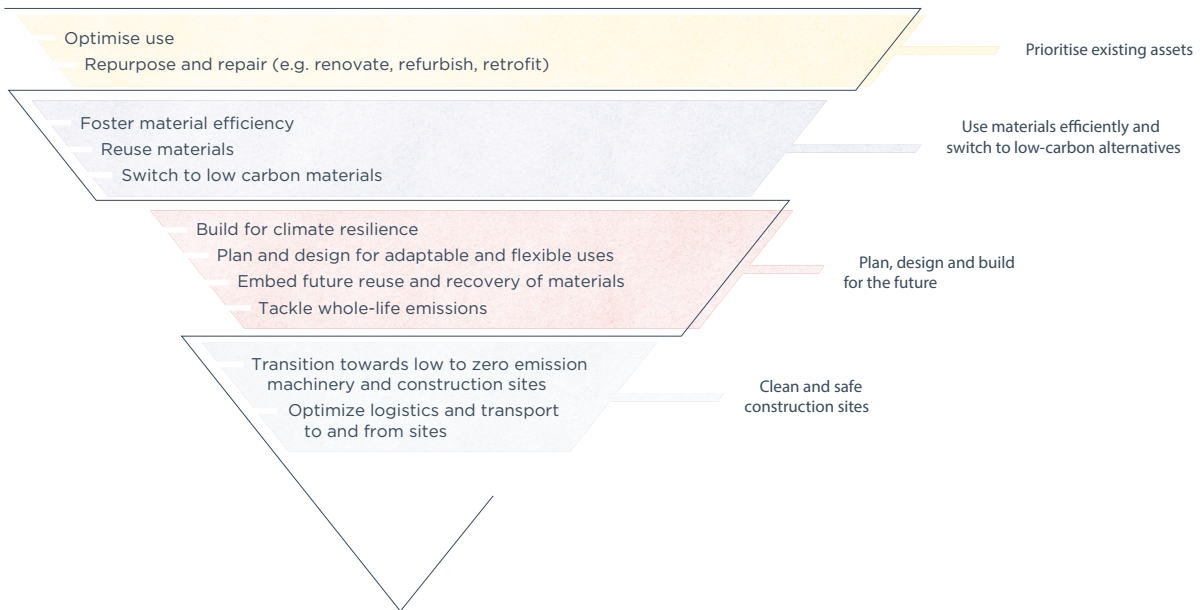 Optimise use
Repurpose and repair (e.g. renovate, refurbish, retrofit)
Prioritise existing assets
Foster material efficiency
Reuse materials
Switch to low carbon materials
Use materials efficiently and
switch to low-carbon alternatives
Build for climate resilience
Plan and design for adaptable and flexible uses
Embed future reuse and recovery of materials
Tackle whole-life emissions
Plan, design and build
for the future
Transition towards low to zero emission
machinery and construction sites
Optimize logistics and transport
to and from sites
Clean and safe
construction sites